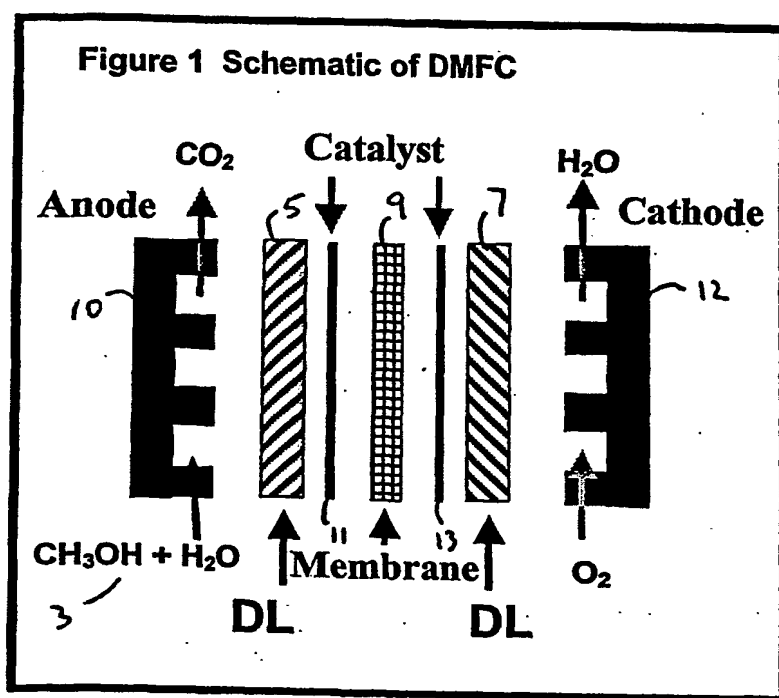 Figure 1 Schematic of DMFC
CO₂ Catalyst H₂O
Anode 5 9 7 Cathode
10 12
11 13
CH₃OH + H₂O Membrane O₂
3 DL DL